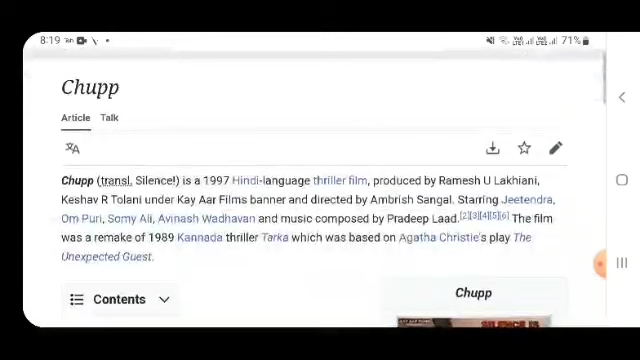 8:19 71%
Chupp
Article Talk
Chupp (transl. Silence!) is a 1997 Hindi-language thriller film, produced by Ramesh U Lakhiani,
Keshav R Tolani under Kay Aar Films banner and directed by Ambrish Sangal. Starring Jeetendra,
Om Puri, Somy Ali, Avinash Wadhavan and music composed by Pradeep Laad.[2][3][4][5][6] The film
was a remake of 1989 Kannada thriller Tarka which was based on Agatha Christie's play The
Unexpected Guest.
Contents
Chupp
SILENCE IS